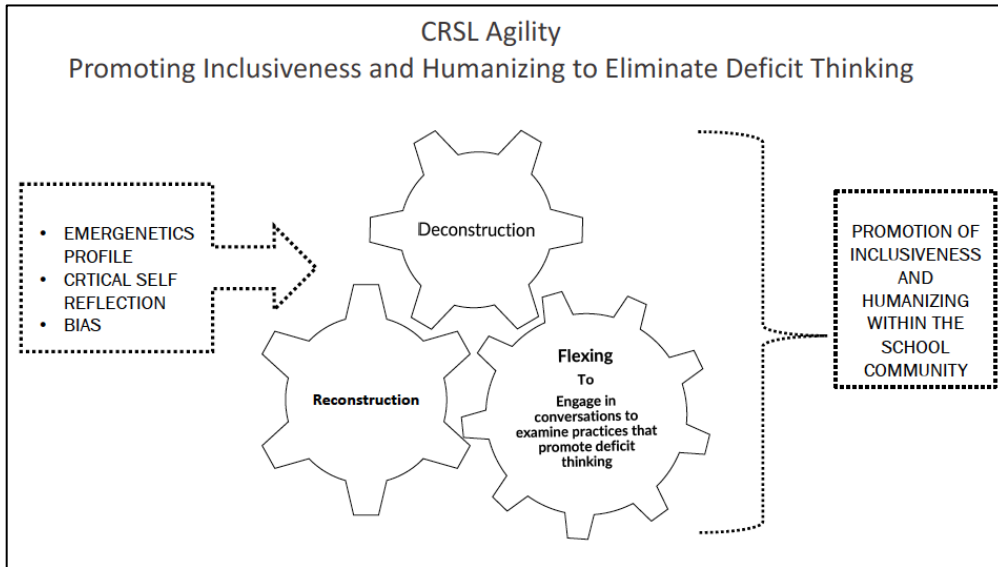 CRSL Agility
Promoting Inclusiveness and Humanizing to Eliminate Deficit Thinking
• EMERGENETICS
PROFILE
• CRTICAL SELF
REFLECTION
• BIAS
Deconstruction
Reconstruction
Flexing
To
Engage in
conversations to
examine practices that
promote deficit
thinking
PROMOTION OF
INCLUSIVENESS
AND
HUMANIZING
WITHIN THE
SCHOOL
COMMUNITY